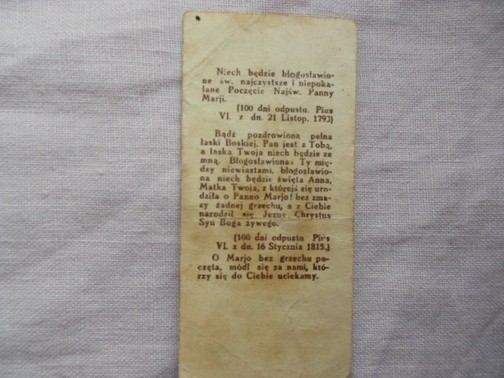 Niech będzie błogosławio-
ne św. najczystsze i niepoka-
lane Poczęcie Najśw. Panny
Marji.
(100 dni odpustu. Pius
VI. z dn. 21 Listop. 1793)
Bądź pozdrowiona pełna
łaski Boskiej. Pan jest z Tobą,
a łaska Twoja niech będzie ze
mną. Błogosławionaś Ty mię-
dzy niewiastami, błogosławio-
na niech będzie święta Anna,
Matka Twoja, z którejś się uro-
dziła o Panno Marjo! bez zma-
zy żadnej grzechu, a z Ciebie
narodził się Jezus Chrystus
Syn Boga żywego.
(100 dni odpustu Pius
VI. z dn. 16 Stycznia 1815.)
O Marjo bez grzechu po-
częta, módl się za nami, któ-
rzy się do Ciebie uciekamy.